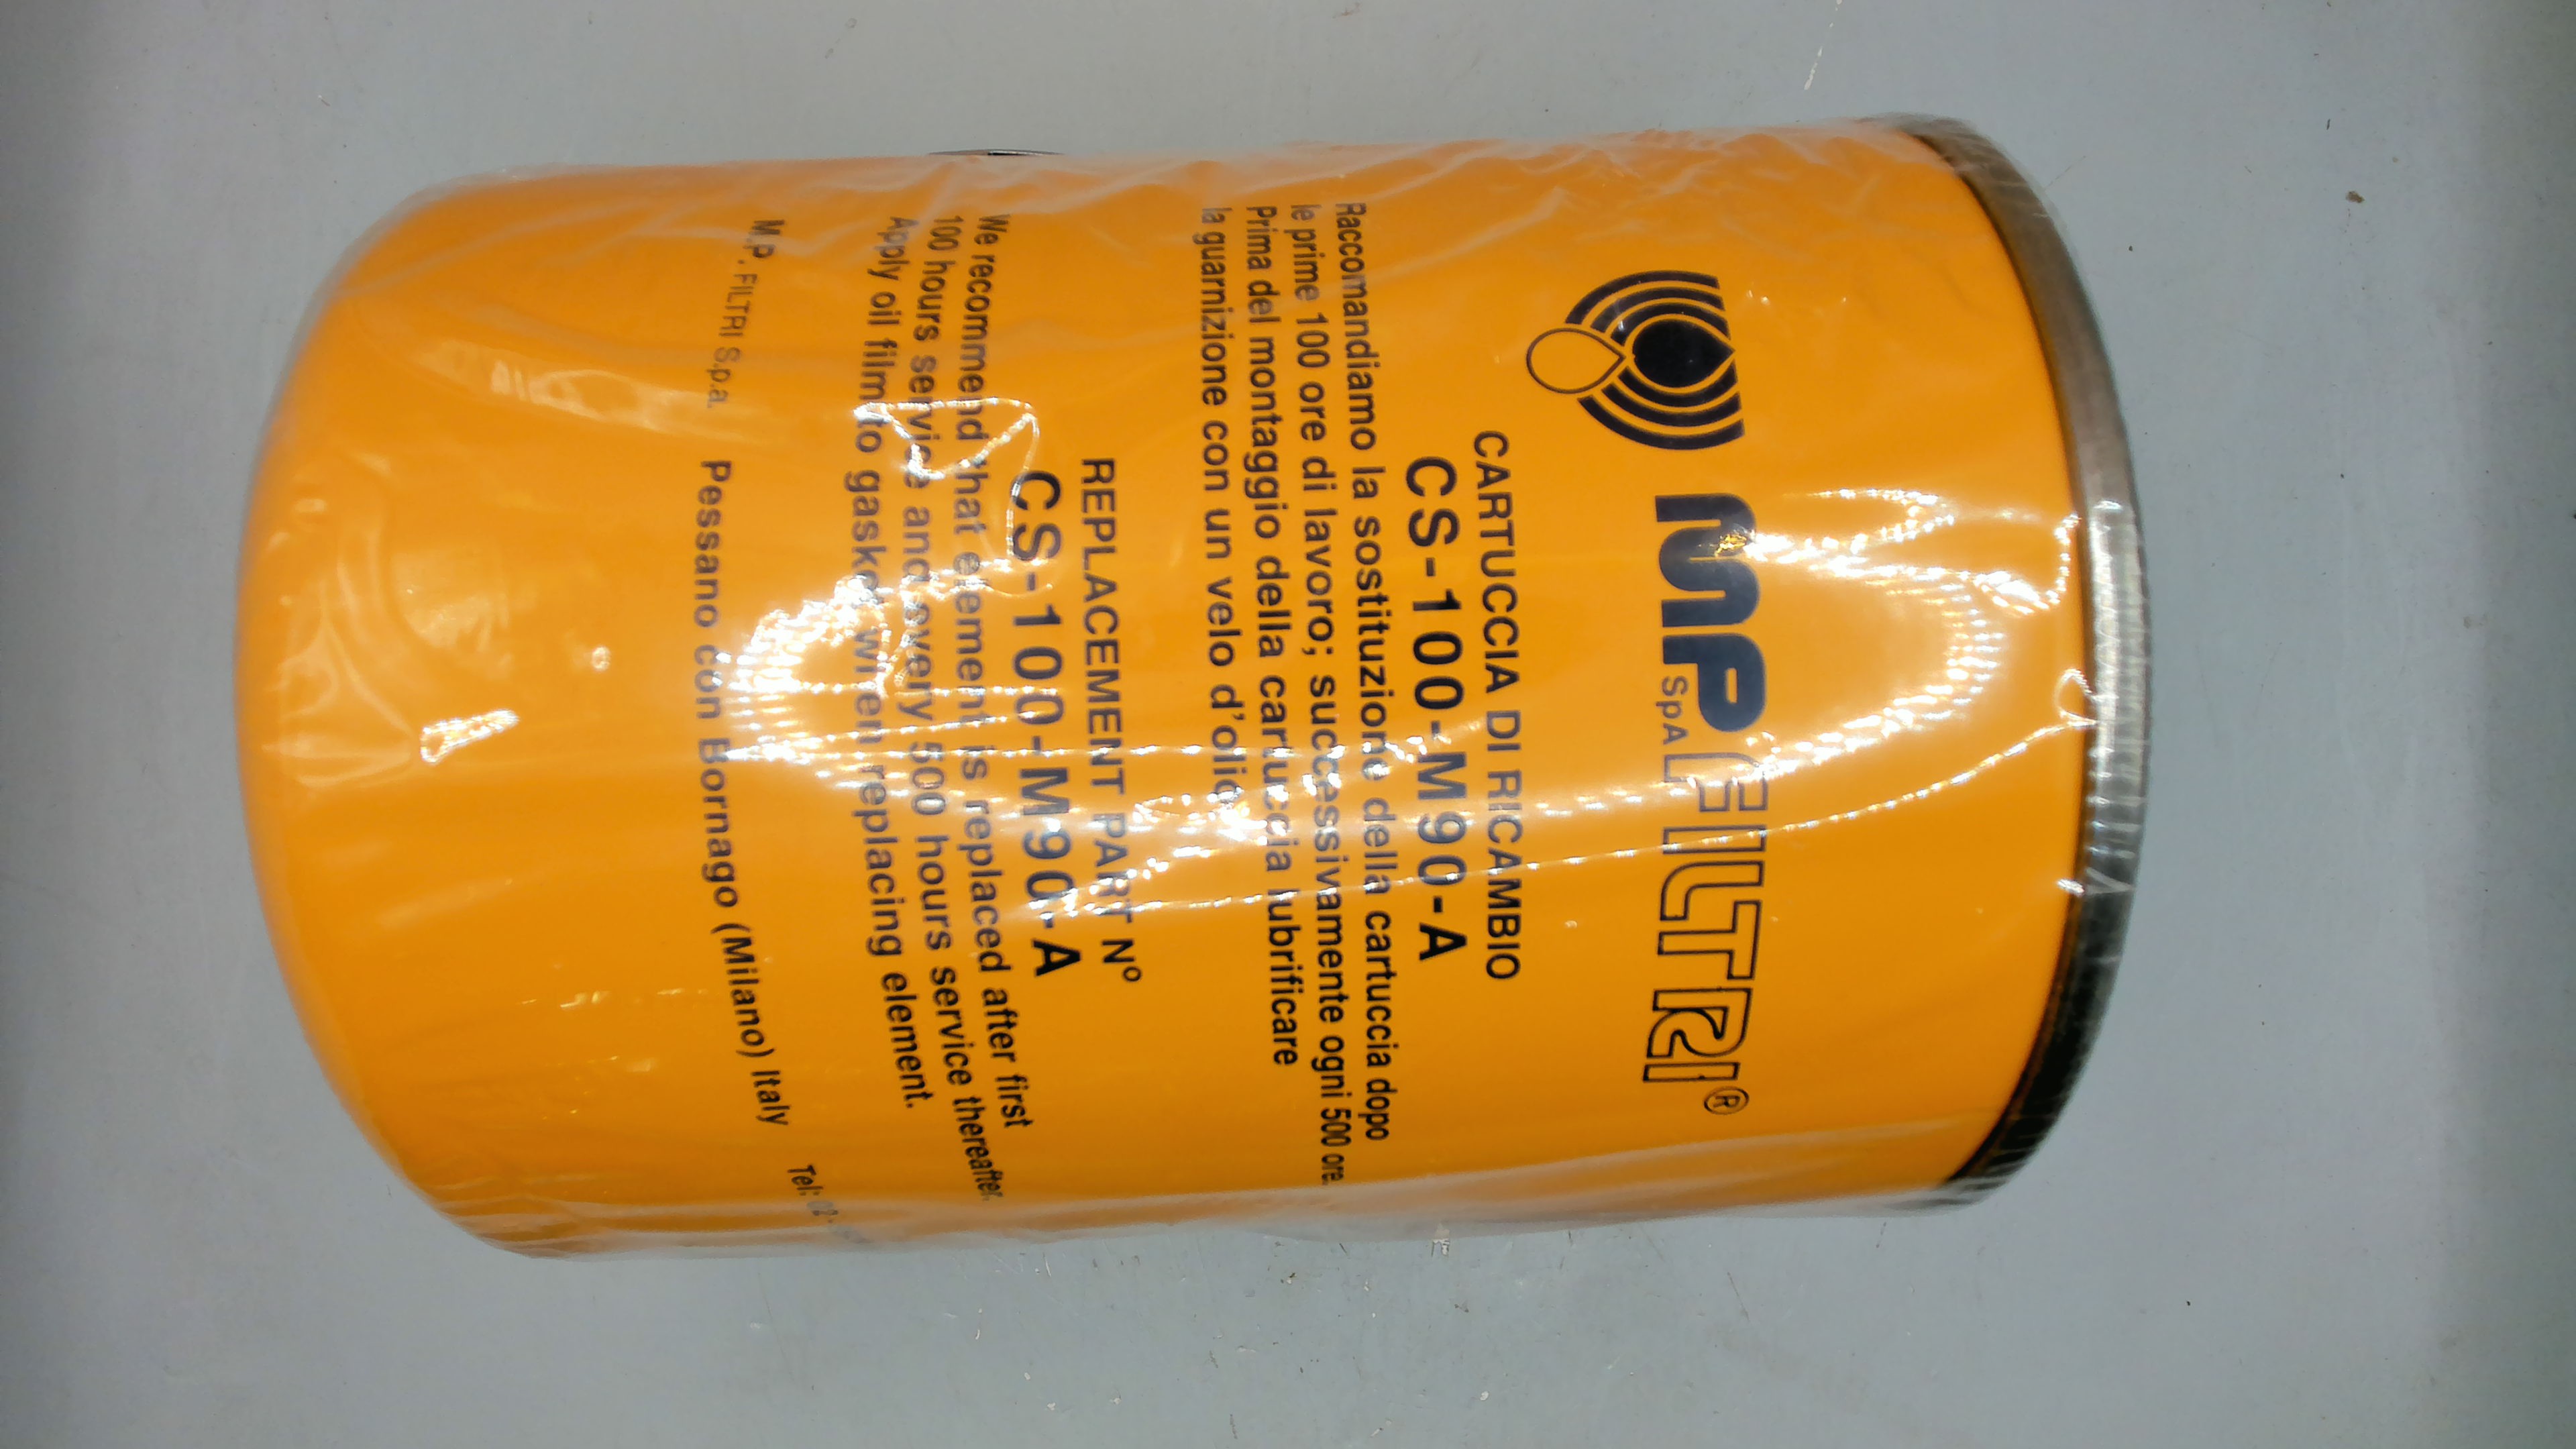 MPFILTRI®
SpA
CARTUCCIA DI RICAMBIO
CS-100-M90-A
Raccomandiamo la sostituzione della cartuccia dopo
le prime 100 ore di lavoro; successivamente ogni 500 ore.
Prima del montaggio della cartuccia lubrificare
la guarnizione con un velo d'olio.
REPLACEMENT PART Nº
CS-100-M90-A
We recommend that element is replaced after first
100 hours service and every 500 hours service thereafter.
Apply oil film to gasket when replacing element.
M.P. FILTRI S.p.a. Pessano con Bornago (Milano) Italy Tel: 02 -